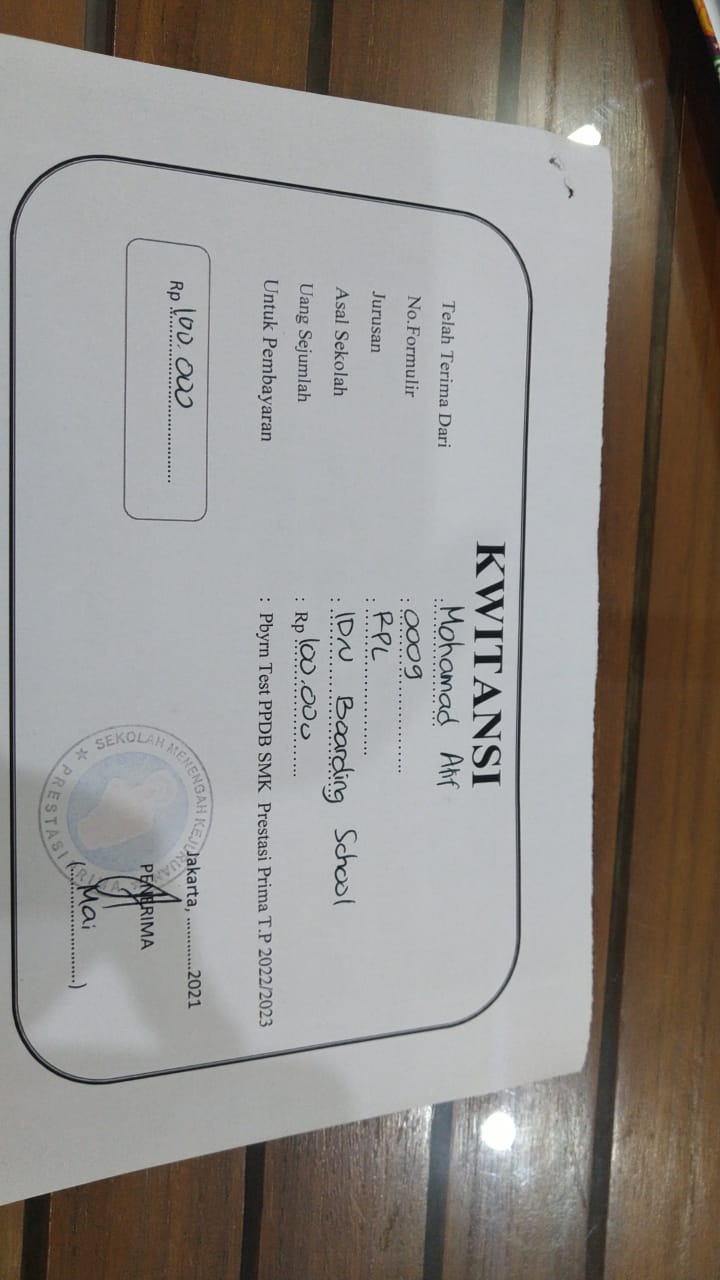 KWITANSI
Telah Terima Dari : Mohamad Atif
No.Formulir : 0009
Jurusan : RPL
Asal Sekolah : IDN Boarding School
Uang Sejumlah : Rp 100.000
Untuk Pembayaran : Pbyrn Test PPDB SMK Prestasi Prima T.P 2022/2023
Rp 100.000
Jakarta, ............2021
PENERIMA
(Mai)
SEKOLAH MENENGAH KEJURUAN
PRESTASI PRIMA